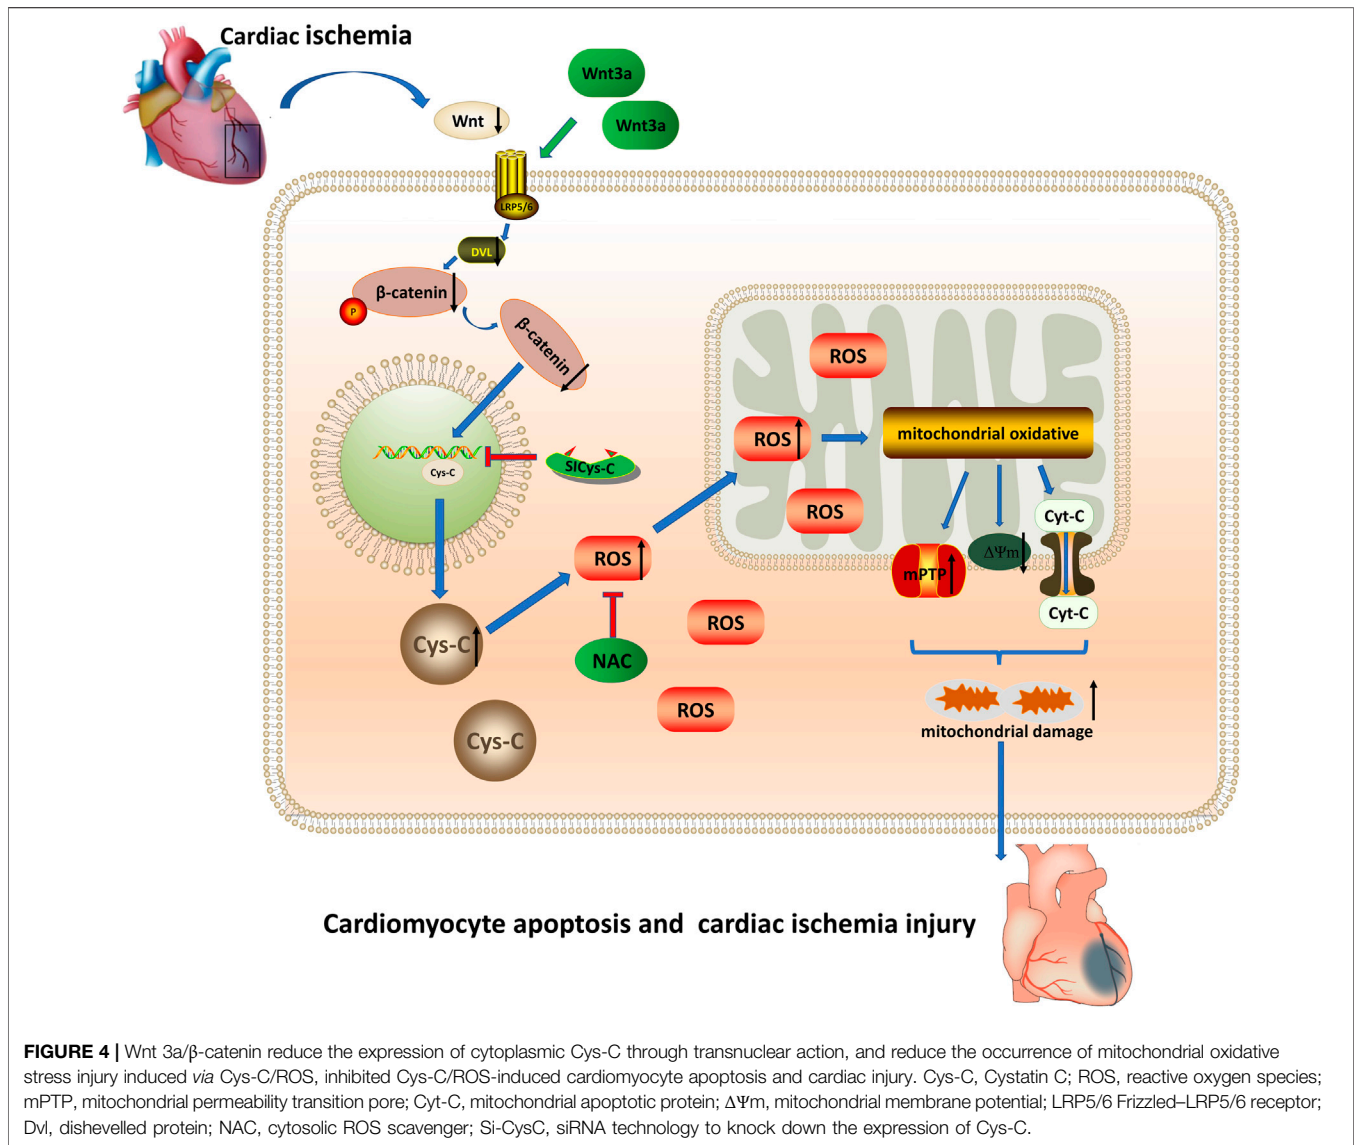 Cardiac ischemia
Wnt3a
Wnt3a
Wnt
LRP5/6
DVL
β-catenin
P
β-catenin
Cys-C
SiCys-C
Cys-C
Cys-C
ROS
NAC
ROS
ROS
ROS
ROS
ROS
mitochondrial oxidative
mPTP
ΔΨm
Cyt-C
Cyt-C
mitochondrial damage
Cardiomyocyte apoptosis and cardiac ischemia injury
FIGURE 4 | Wnt 3a/β-catenin reduce the expression of cytoplasmic Cys-C through transnuclear action, and reduce the occurrence of mitochondrial oxidative
stress injury induced via Cys-C/ROS, inhibited Cys-C/ROS-induced cardiomyocyte apoptosis and cardiac injury. Cys-C, Cystatin C; ROS, reactive oxygen species;
mPTP, mitochondrial permeability transition pore; Cyt-C, mitochondrial apoptotic protein; ΔΨm, mitochondrial membrane potential; LRP5/6 Frizzled–LRP5/6 receptor;
Dvl, dishevelled protein; NAC, cytosolic ROS scavenger; Si-CysC, siRNA technology to knock down the expression of Cys-C.